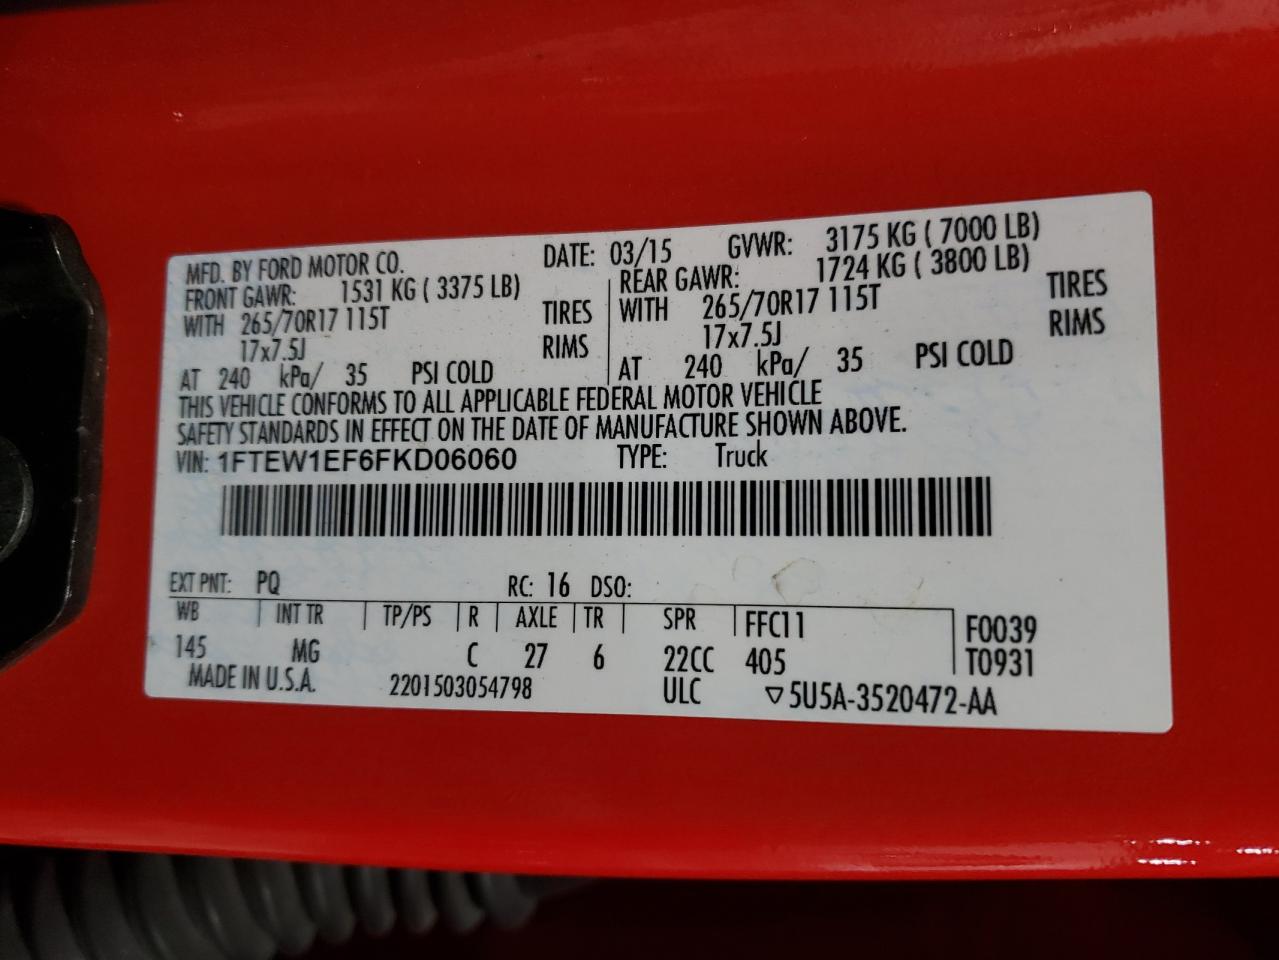 MFD. BY FORD MOTOR CO. DATE: 03/15 GVWR: 3175 KG ( 7000 LB)
FRONT GAWR: 1531 KG ( 3375 LB) REAR GAWR: 1724 KG ( 3800 LB)
WITH 265/70R17 115T TIRES WITH 265/70R17 115T TIRES
17x7.5J RIMS 17x7.5J RIMS
AT 240 kPa/ 35 PSI COLD AT 240 kPa/ 35 PSI COLD
THIS VEHICLE CONFORMS TO ALL APPLICABLE FEDERAL MOTOR VEHICLE
SAFETY STANDARDS IN EFFECT ON THE DATE OF MANUFACTURE SHOWN ABOVE.
VIN: 1FTEW1EF6FKD06060 TYPE: Truck
EXT PNT: PQ RC: 16 DSO:
WB INT TR TP/PS R AXLE TR SPR FFC11 F0039
145 MG C 27 6 22CC 405 T0931
MADE IN U.S.A. 2201503054798 ULC ▽5U5A-3520472-AA